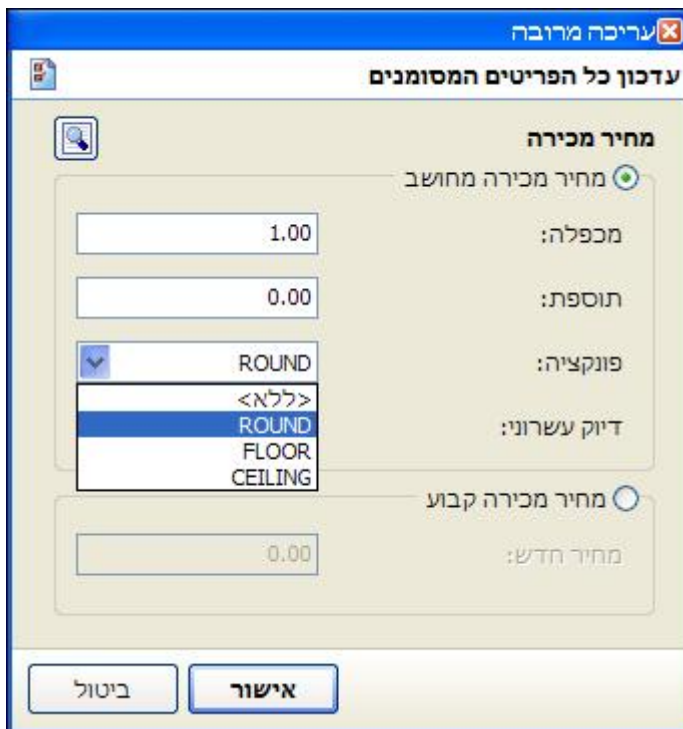 עריכה מרובה
עדכון כל הפריטים המסומנים
מחיר מכירה
מחיר מכירה מחושב
מכפלה: 1.00
תוספת: 0.00
פונקציה: ROUND
<ללא>
ROUND
FLOOR
CEILING
דיוק עשרוני:
מחיר מכירה קבוע
מחיר חדש: 0.00
אישור ביטול